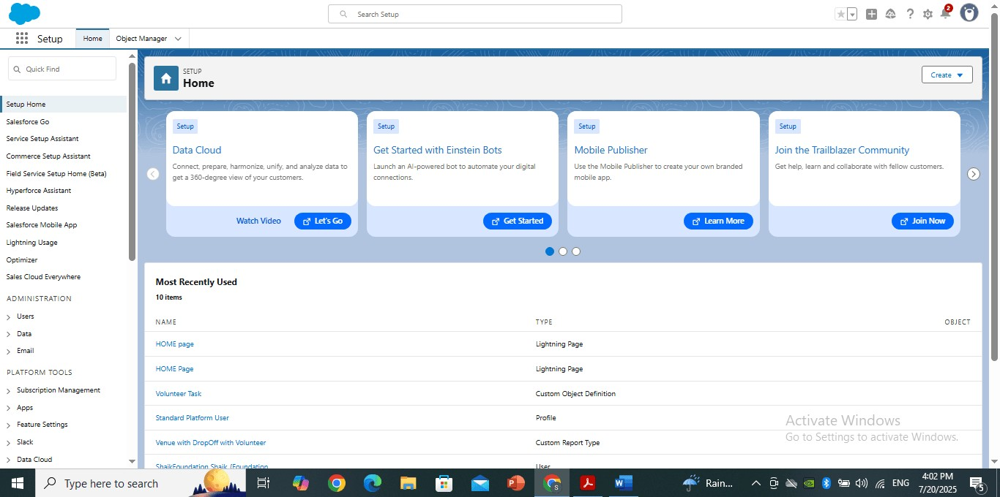 Search Setup
2
Setup
Home
Object Manager
Quick Find
Setup Home
Salesforce Go
Service Setup Assistant
Commerce Setup Assistant
Field Service Setup Home (Beta)
Hyperforce Assistant
Release Updates
Salesforce Mobile App
Lightning Usage
Optimizer
Sales Cloud Everywhere
ADMINISTRATION
Users
Data
Email
PLATFORM TOOLS
Subscription Management
Apps
Feature Settings
Slack
Data Cloud
SETUP
Home
Create
Setup
Data Cloud
Connect, prepare, harmonize, unify, and analyze data to
get a 360-degree view of your customers.
Watch Video
Let's Go
Setup
Get Started with Einstein Bots
Launch an AI-powered bot to automate your digital
connections.
Get Started
Setup
Mobile Publisher
Use the Mobile Publisher to create your own branded
mobile app.
Learn More
Setup
Join the Trailblazer Community
Get help, learn and collaborate with fellow customers.
Join Now
Most Recently Used
10 items
NAME TYPE OBJECT
HOME page Lightning Page
HOME Page Lightning Page
Volunteer Task Custom Object Definition
Standard Platform User Profile
Venue with DropOff with Volunteer Custom Report Type
ShaikFoundation Shaik (Foundation User
Activate Windows
Go to Settings to activate Windows.
Type here to search
Rain...
ENG
4:02 PM
7/20/2025
5